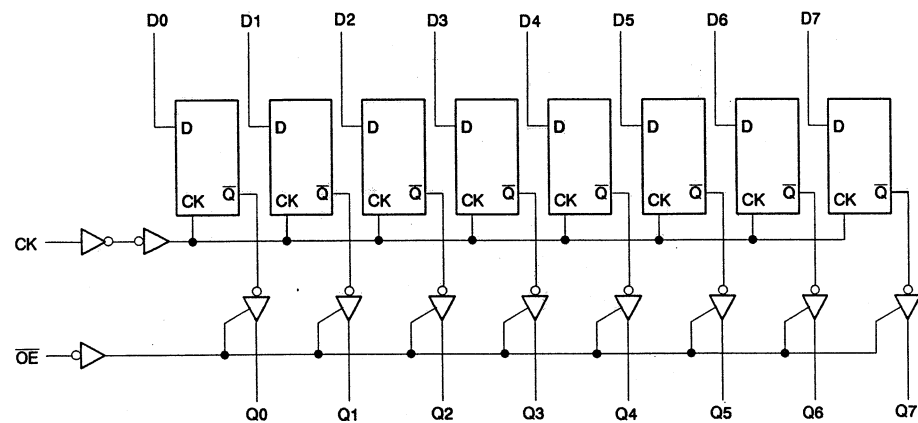 D0 D1 D2 D3 D4 D5 D6 D7
D D D D D D D D
CK Q̅ CK Q̅ CK Q̅ CK Q̅ CK Q̅ CK Q̅ CK Q̅ CK Q̅
CK
O̅E̅
Q0 Q1 Q2 Q3 Q4 Q5 Q6 Q7